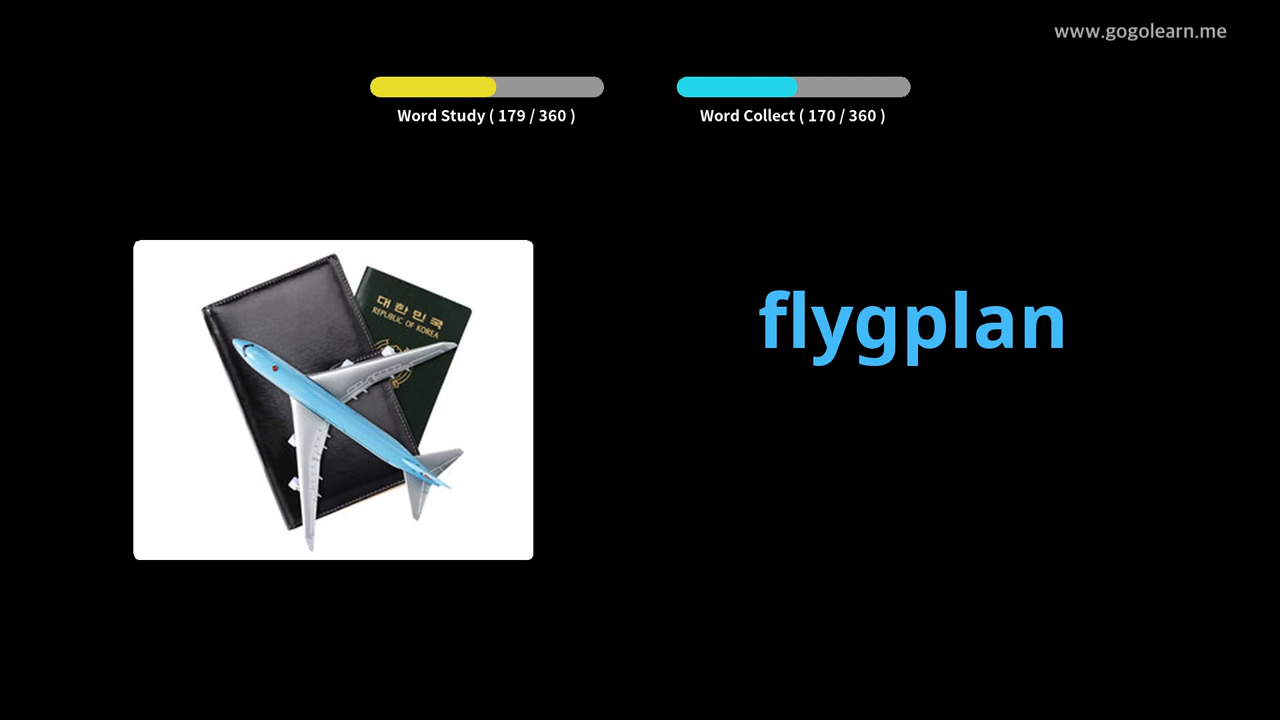 www.gogolearn.me
Word Study ( 179 / 360 )
Word Collect ( 170 / 360 )
대한민국
REPUBLIC OF KOREA
flygplan